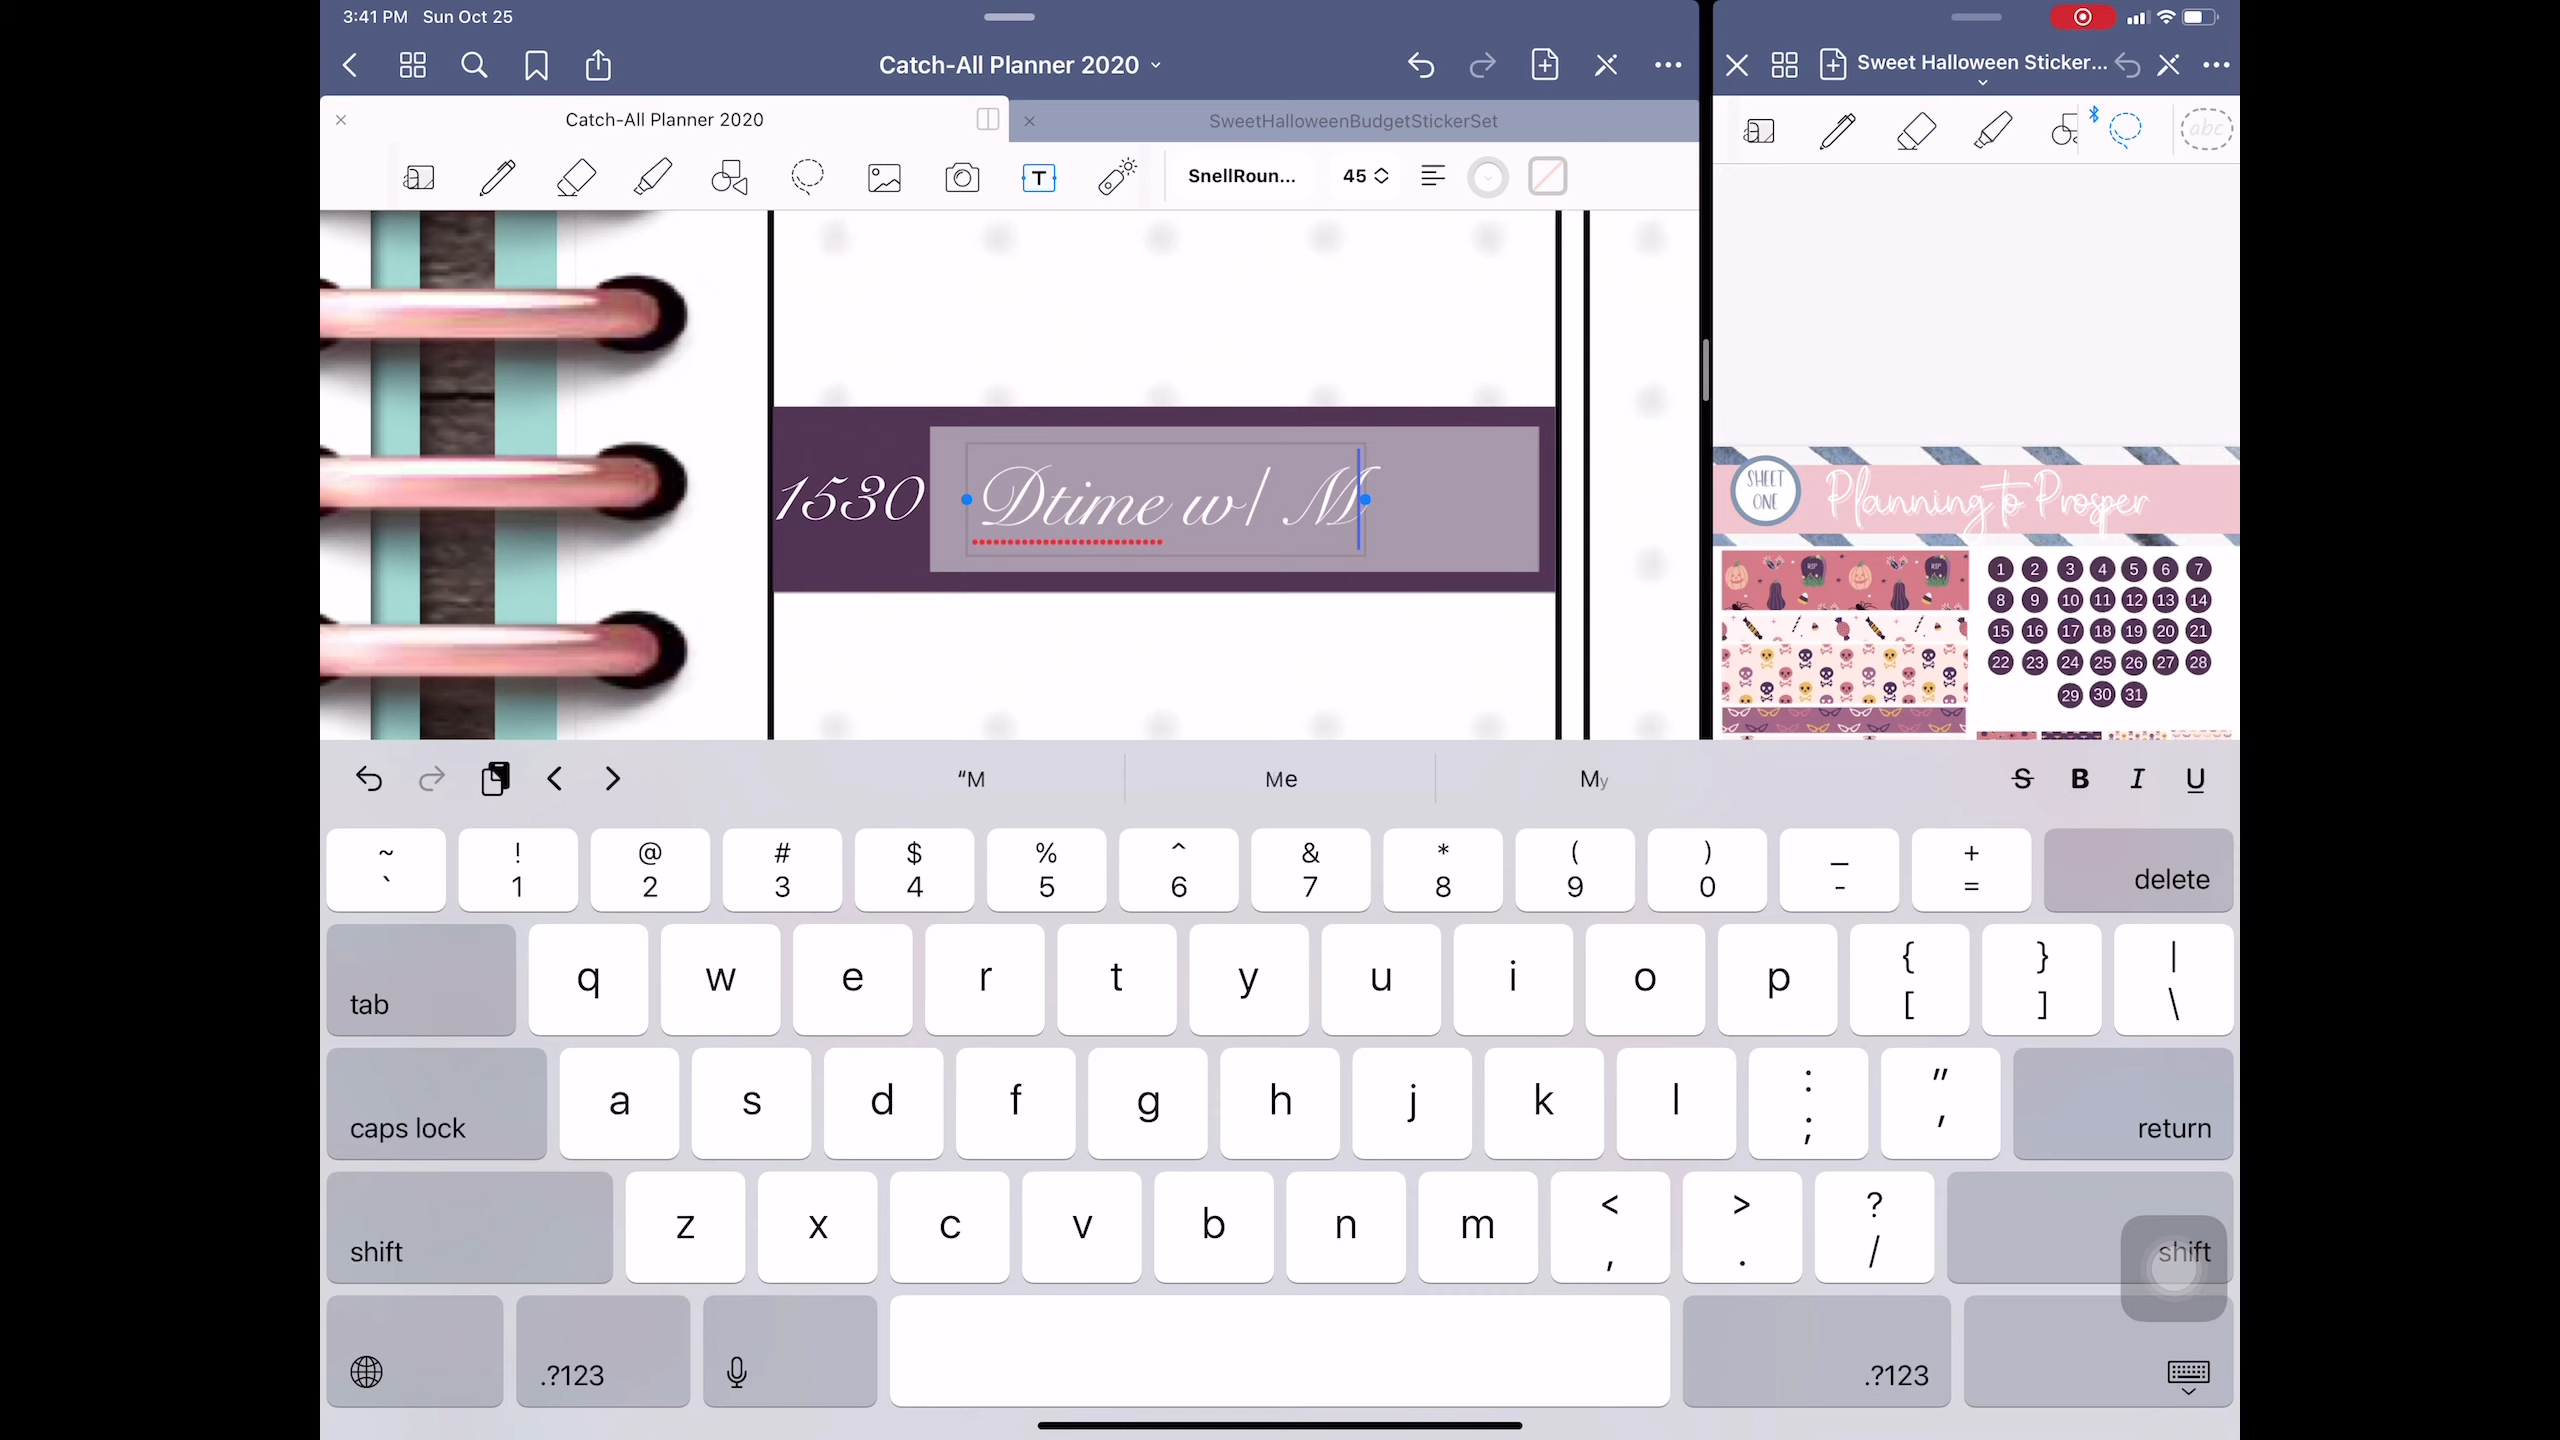 3:41 PM Sun Oct 25
Catch-All Planner 2020
Sweet Halloween Sticker...
Catch-All Planner 2020
SweetHalloweenBudgetStickerSet
abc
T
SnellRoun...
45
1530 Dtime w/ M
SHEET
ONE
Planning to Prosper
RIP
RIP
1 2 3 4 5 6 7
8 9 10 11 12 13 14
15 16 17 18 19 20 21
22 23 24 25 26 27 28
29 30 31
“M Me My
S B I U
~ ! @ # $ % ^ & * ( ) _ +
` 1 2 3 4 5 6 7 8 9 0 - = delete
tab q w e r t y u i o p { [ } ] | \
caps lock a s d f g h j k l : ; " ' return
shift z x c v b n m < , > . ? / shift
.?123 .?123